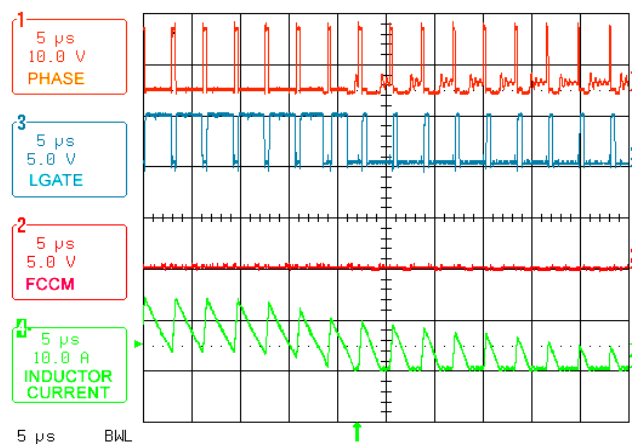 1
5 µs
10.0 V
PHASE
3
5 µs
5.0 V
LGATE
2
5 µs
5.0 V
FCCM
4
5 µs
10.0 A
INDUCTOR
CURRENT
5 µs BWL